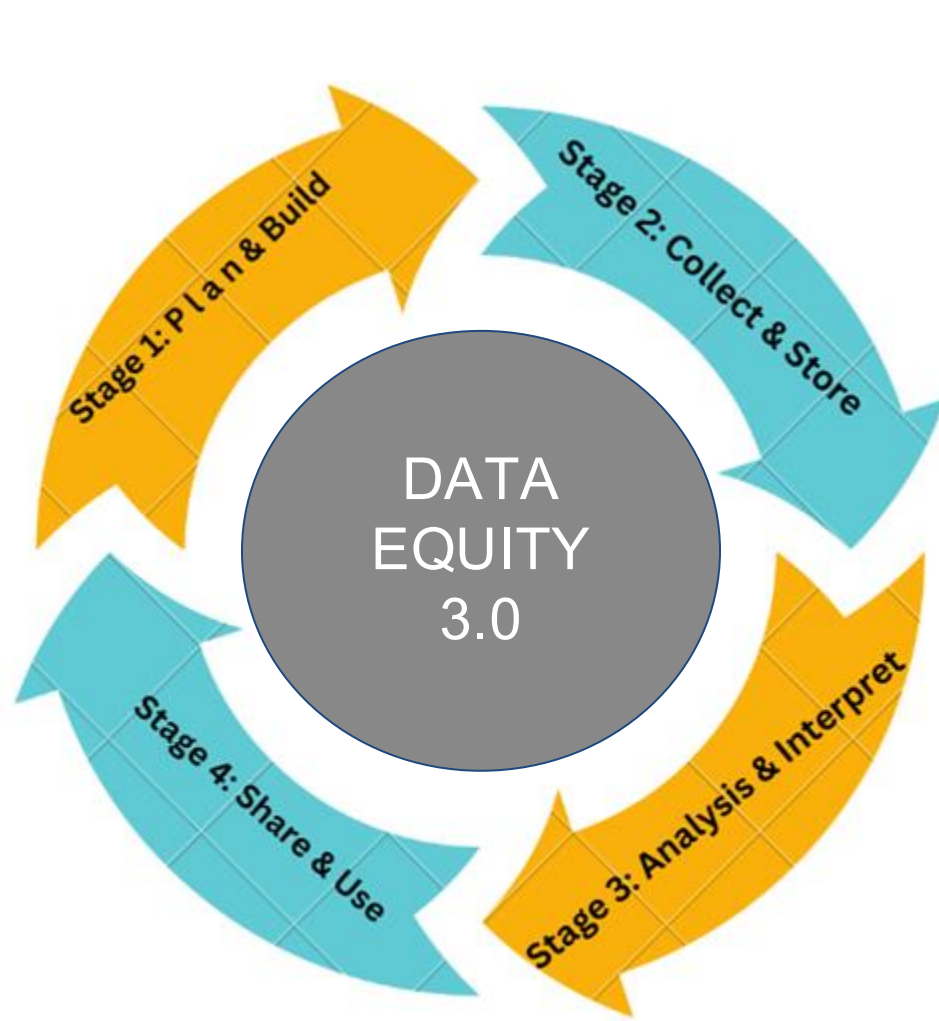 Stage 1: P l a n & Build
Stage 2: Collect & Store
DATA
EQUITY
3.0
Stage 3: Analysis & Interpret
Stage 4: Share & Use